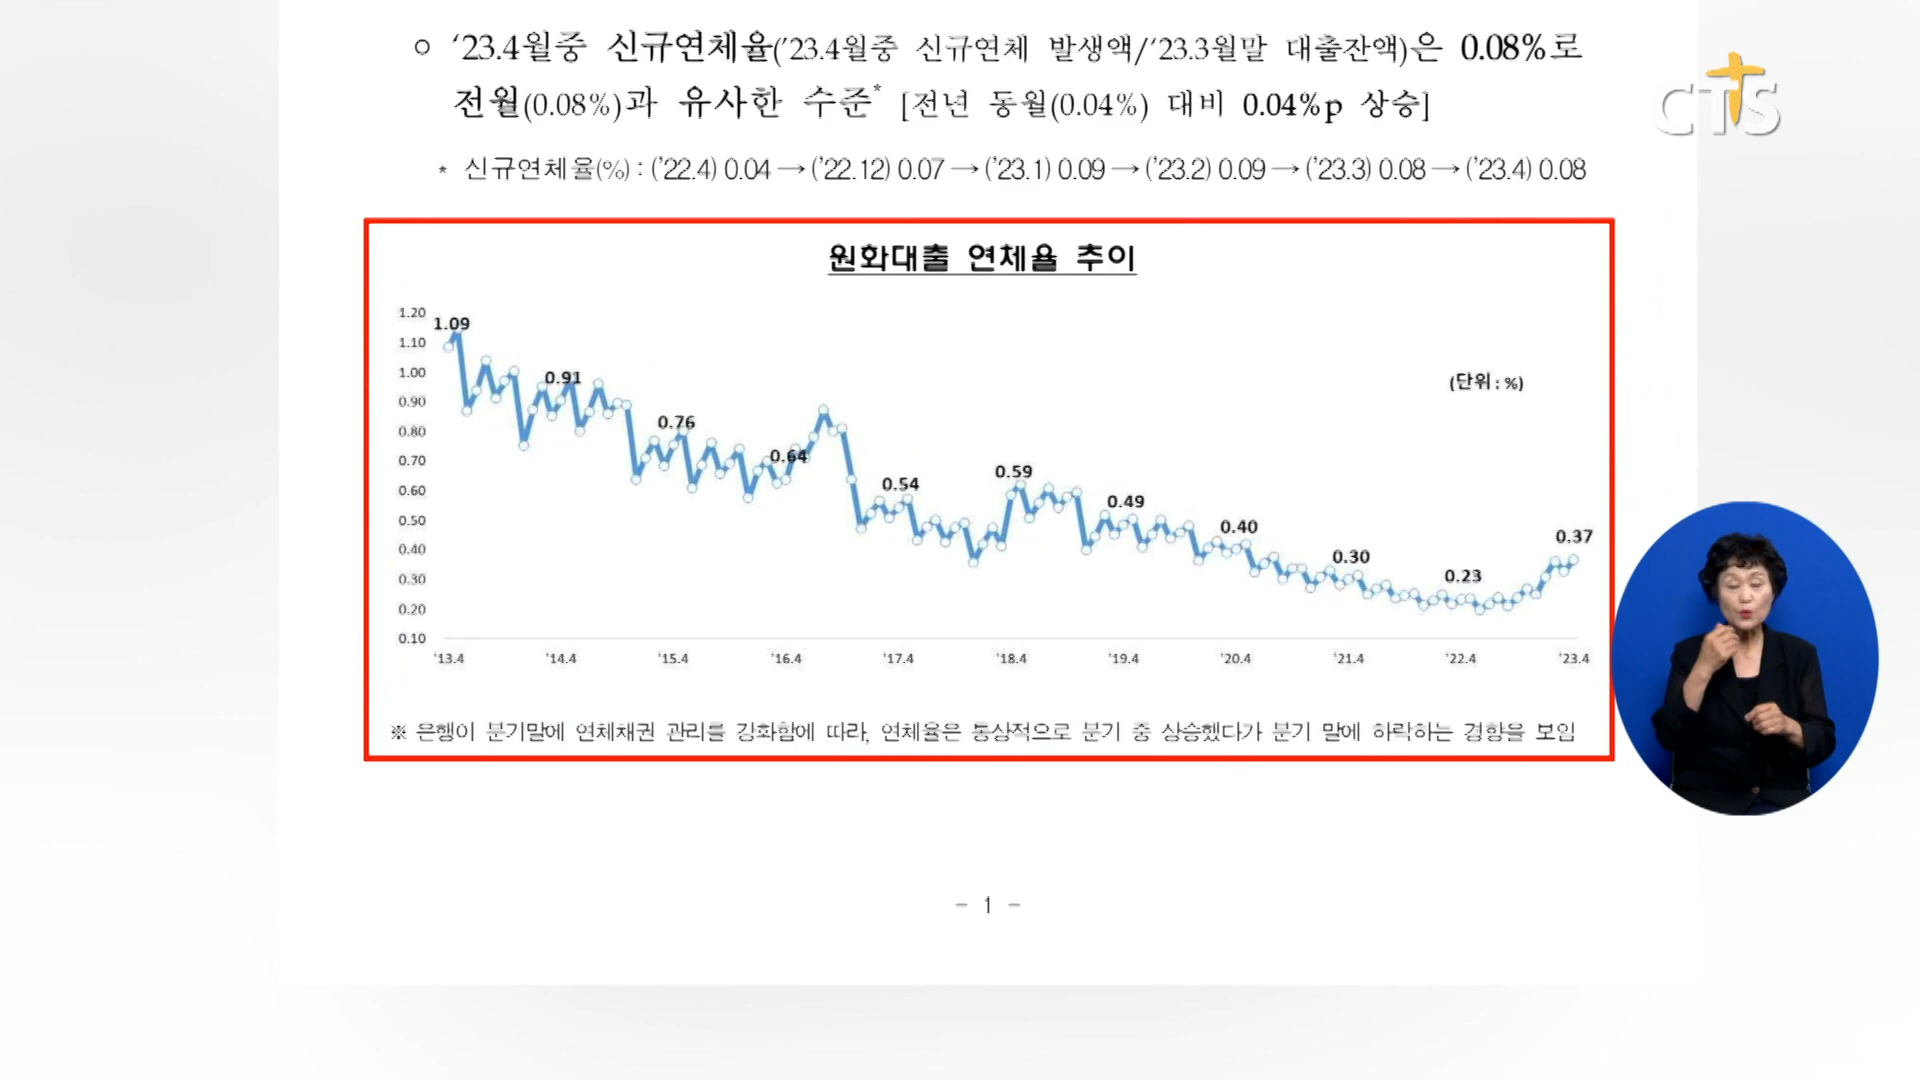 ○ ‘23.4월중 신규연체율(’23.4월중 신규연체 발생액/‘23.3월말 대출잔액)은 0.08%로
전월(0.08%)과 유사한 수준* [전년 동월(0.04%) 대비 0.04%p 상승]
* 신규연체율(%) : (’22.4) 0.04 → (’22.12) 0.07 → (’23.1) 0.09 → (’23.2) 0.09 → (’23.3) 0.08 → (’23.4) 0.08
CTS
원화대출 연체율 추이
(단위 : %)
1.20
1.10
1.00
0.90
0.80
0.70
0.60
0.50
0.40
0.30
0.20
0.10
1.09
0.91
0.76
0.64
0.54
0.59
0.49
0.40
0.30
0.23
0.37
'13.4 '14.4 '15.4 '16.4 '17.4 '18.4 '19.4 '20.4 '21.4 '22.4 '23.4
※ 은행이 분기말에 연체채권 관리를 강화함에 따라, 연체율은 통상적으로 분기 중 상승했다가 분기 말에 하락하는 경향을 보임
- 1 -